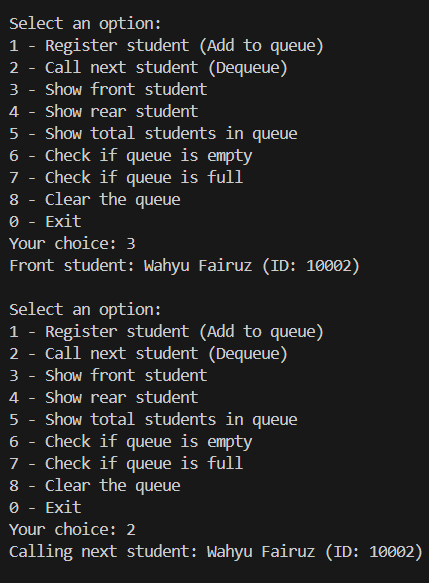 Select an option:
1 - Register student (Add to queue)
2 - Call next student (Dequeue)
3 - Show front student
4 - Show rear student
5 - Show total students in queue
6 - Check if queue is empty
7 - Check if queue is full
8 - Clear the queue
0 - Exit
Your choice: 3
Front student: Wahyu Fairuz (ID: 10002)

Select an option:
1 - Register student (Add to queue)
2 - Call next student (Dequeue)
3 - Show front student
4 - Show rear student
5 - Show total students in queue
6 - Check if queue is empty
7 - Check if queue is full
8 - Clear the queue
0 - Exit
Your choice: 2
Calling next student: Wahyu Fairuz (ID: 10002)